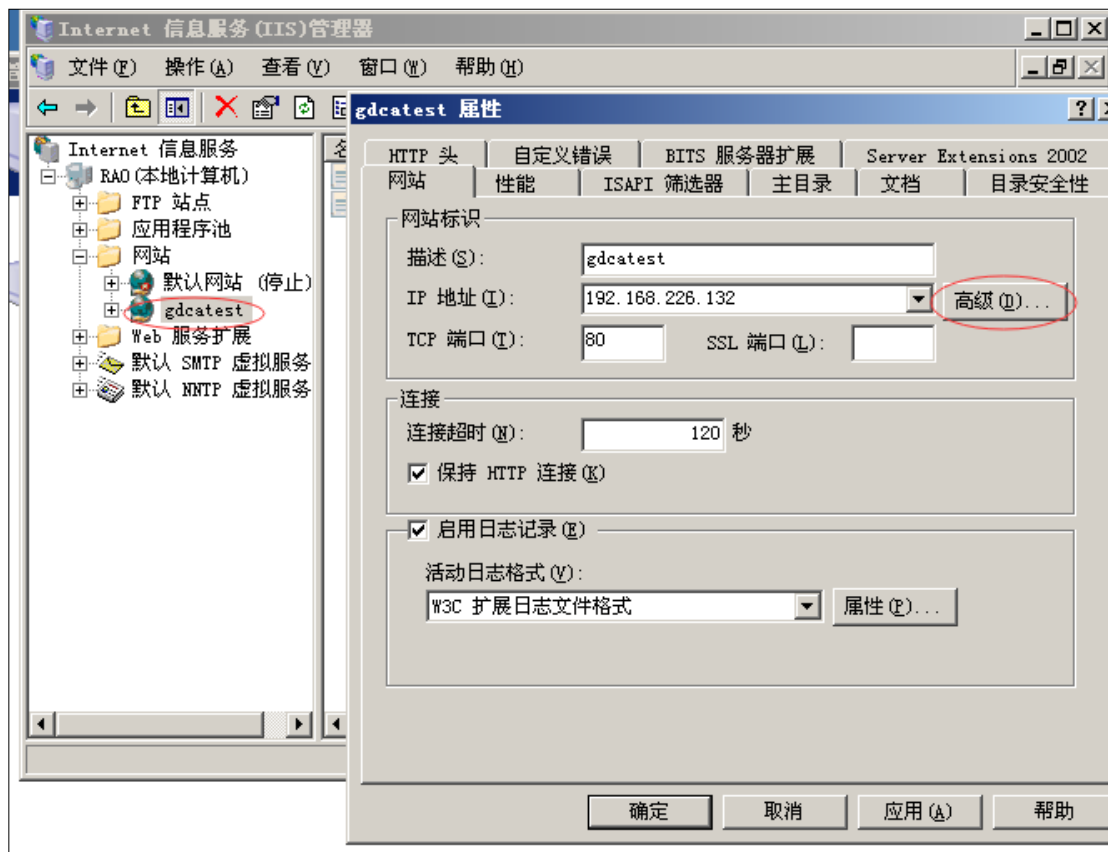 Internet 信息服务(IIS)管理器
文件(F) 操作(A) 查看(V) 窗口(W) 帮助(H)
gdcatest 属性
Internet 信息服务
RAO(本地计算机)
FTP 站点
应用程序池
网站
默认网站 (停止)
gdcatest
Web 服务扩展
默认 SMTP 虚拟服务
默认 NNTP 虚拟服务
HTTP 头 自定义错误 BITS 服务器扩展 Server Extensions 2002
网站 性能 ISAPI 筛选器 主目录 文档 目录安全性
网站标识
描述(S): gdcatest
IP 地址(I): 192.168.226.132 高级(D)...
TCP 端口(T): 80 SSL 端口(L):
连接
连接超时(N): 120 秒
保持 HTTP 连接(K)
启用日志记录(E)
活动日志格式(V):
W3C 扩展日志文件格式 属性(P)...
确定 取消 应用(A) 帮助